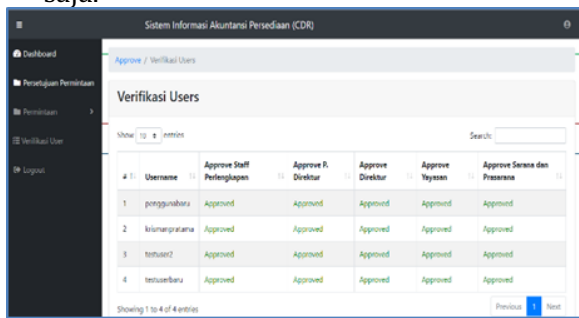 saja.
Sistem Informasi Akuntansi Persediaan (CDR)
Dashboard
Persetujuan Permintaan
Permintaan
Verifikasi User
Logout
Approve / Verifikasi Users
Verifikasi Users
Show 10 entries
Search:
# Username Approve Staff Perlengkapan Approve P. Direktur Approve Direktur Approve Yayasan Approve Sarana dan Prasarana
1 penggunabaru Approved Approved Approved Approved Approved
2 krismanpratama Approved Approved Approved Approved Approved
3 testuser2 Approved Approved Approved Approved Approved
4 testuserbaru Approved Approved Approved Approved Approved
Showing 1 to 4 of 4 entries
Previous 1 Next